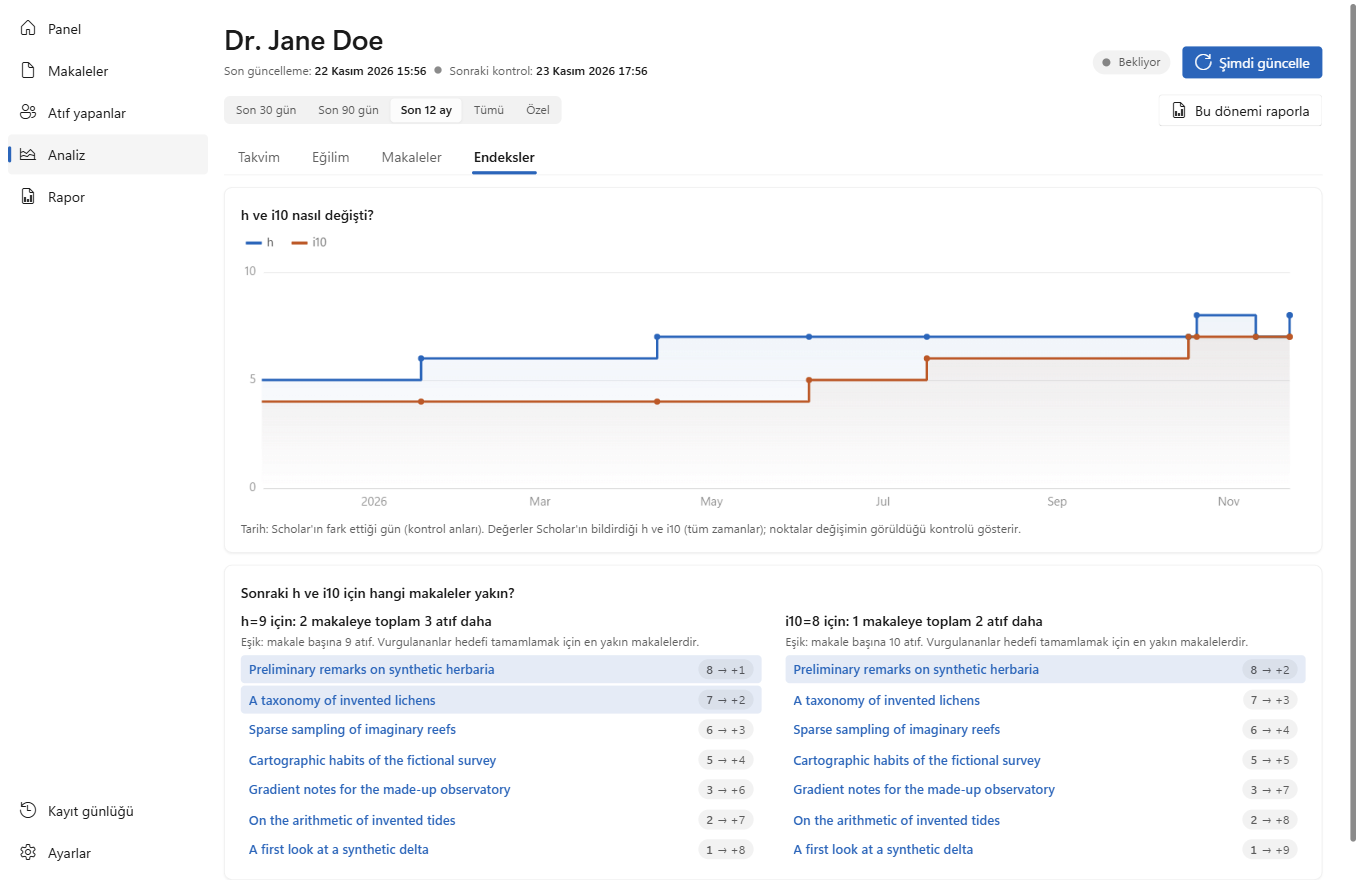 Panel
Makaleler
Atıf yapanlar
Analiz
Rapor
Kayıt günlüğü
Ayarlar
Dr. Jane Doe
Son güncelleme: 22 Kasım 2026 15:56 ● Sonraki kontrol: 23 Kasım 2026 17:56
Bekliyor
Şimdi güncelle
Son 30 gün Son 90 gün Son 12 ay Tümü Özel
Bu dönemi raporla
Takvim Eğilim Makaleler Endeksler
h ve i10 nasıl değişti?
h i10
10
5
0
2026 Mar May Jul Sep Nov
Tarih: Scholar'ın fark ettiği gün (kontrol anları). Değerler Scholar'ın bildirdiği h ve i10 (tüm zamanlar); noktalar değişimin görüldüğü kontrolü gösterir.
Sonraki h ve i10 için hangi makaleler yakın?
h=9 için: 2 makaleye toplam 3 atıf daha
Eşik: makale başına 9 atıf. Vurgulananlar hedefi tamamlamak için en yakın makalelerdir.
Preliminary remarks on synthetic herbaria 8 → +1
A taxonomy of invented lichens 7 → +2
Sparse sampling of imaginary reefs 6 → +3
Cartographic habits of the fictional survey 5 → +4
Gradient notes for the made-up observatory 3 → +6
On the arithmetic of invented tides 2 → +7
A first look at a synthetic delta 1 → +8
i10=8 için: 1 makaleye toplam 2 atıf daha
Eşik: makale başına 10 atıf. Vurgulananlar hedefi tamamlamak için en yakın makalelerdir.
Preliminary remarks on synthetic herbaria 8 → +2
A taxonomy of invented lichens 7 → +3
Sparse sampling of imaginary reefs 6 → +4
Cartographic habits of the fictional survey 5 → +5
Gradient notes for the made-up observatory 3 → +7
On the arithmetic of invented tides 2 → +8
A first look at a synthetic delta 1 → +9